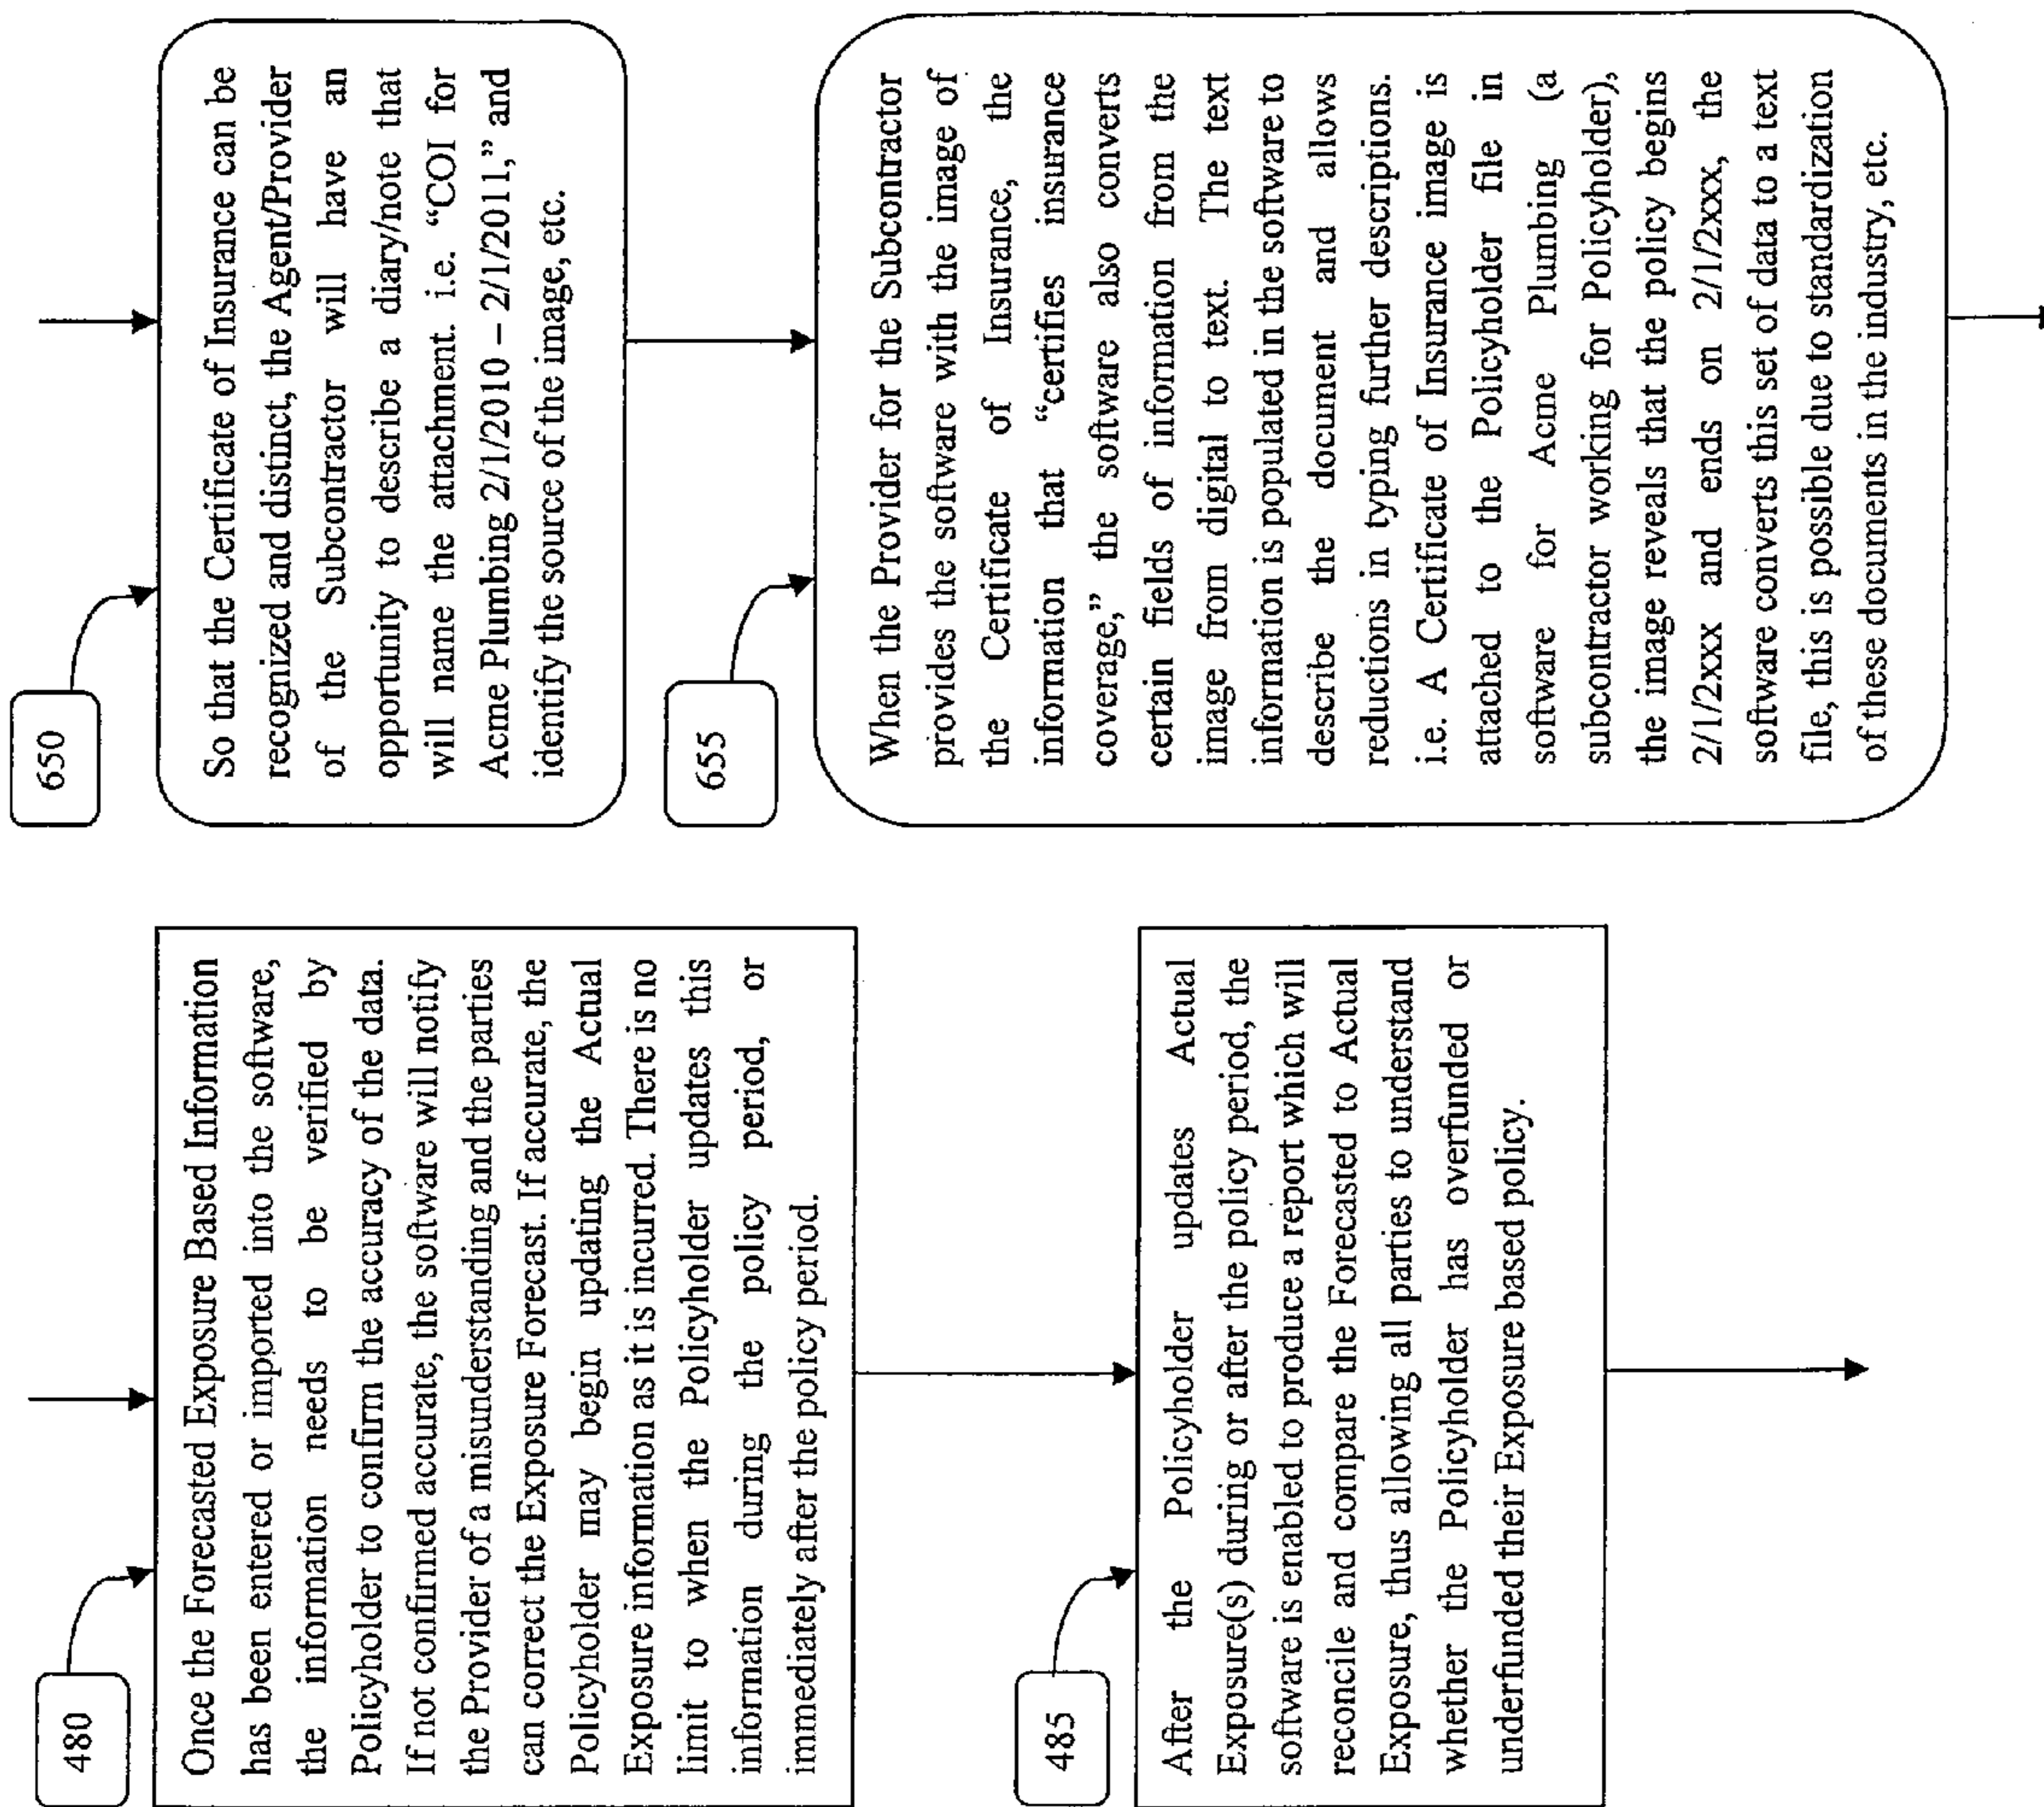 480
Once the Forecasted Exposure Based Information
has been entered or imported into the software,
the information needs to be verified by
Policyholder to confirm the accuracy of the data.
If not confirmed accurate, the software will notify
the Provider of a misunderstanding and the parties
can correct the Exposure Forecast. If accurate, the
Policyholder may begin updating the Actual
Exposure information as it is incurred. There is no
limit to when the Policyholder updates this
information during the policy period, or
immediately after the policy period.
485
After the Policyholder updates Actual
Exposure(s) during or after the policy period, the
software is enabled to produce a report which will
reconcile and compare the Forecasted to Actual
Exposure, thus allowing all parties to understand
whether the Policyholder has overfunded or
underfunded their Exposure based policy.
650
So that the Certificate of Insurance can be
recognized and distinct, the Agent/Provider
of the Subcontractor will have an
opportunity to describe a diary/note that
will name the attachment. i.e. “COI for
Acme Plumbing 2/1/2010 – 2/1/2011,” and
identify the source of the image, etc.
655
When the Provider for the Subcontractor
provides the software with the image of
the Certificate of Insurance, the
information that “certifies insurance
coverage,” the software also converts
certain fields of information from the
image from digital to text. The text
information is populated in the software to
describe the document and allows
reductions in typing further descriptions.
i.e. A Certificate of Insurance image is
attached to the Policyholder file in
software for Acme Plumbing (a
subcontractor working for Policyholder),
the image reveals that the policy begins
2/1/2xxx and ends on 2/1/2xxx, the
software converts this set of data to a text
file, this is possible due to standardization
of these documents in the industry, etc.